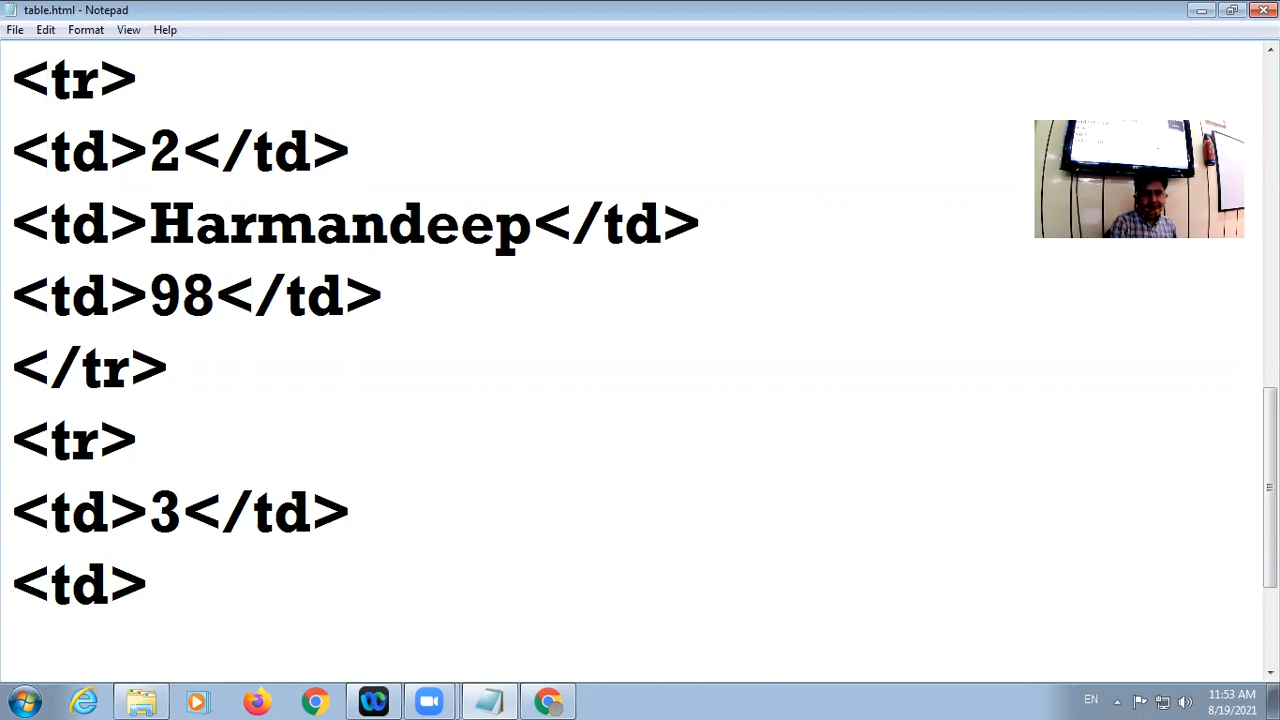 table.html - Notepad
File Edit Format View Help
<tr>
<td>2</td>
<td>Harmandeep</td>
<td>98</td>
</tr>
<tr>
<td>3</td>
<td>
EN
11:53 AM
8/19/2021